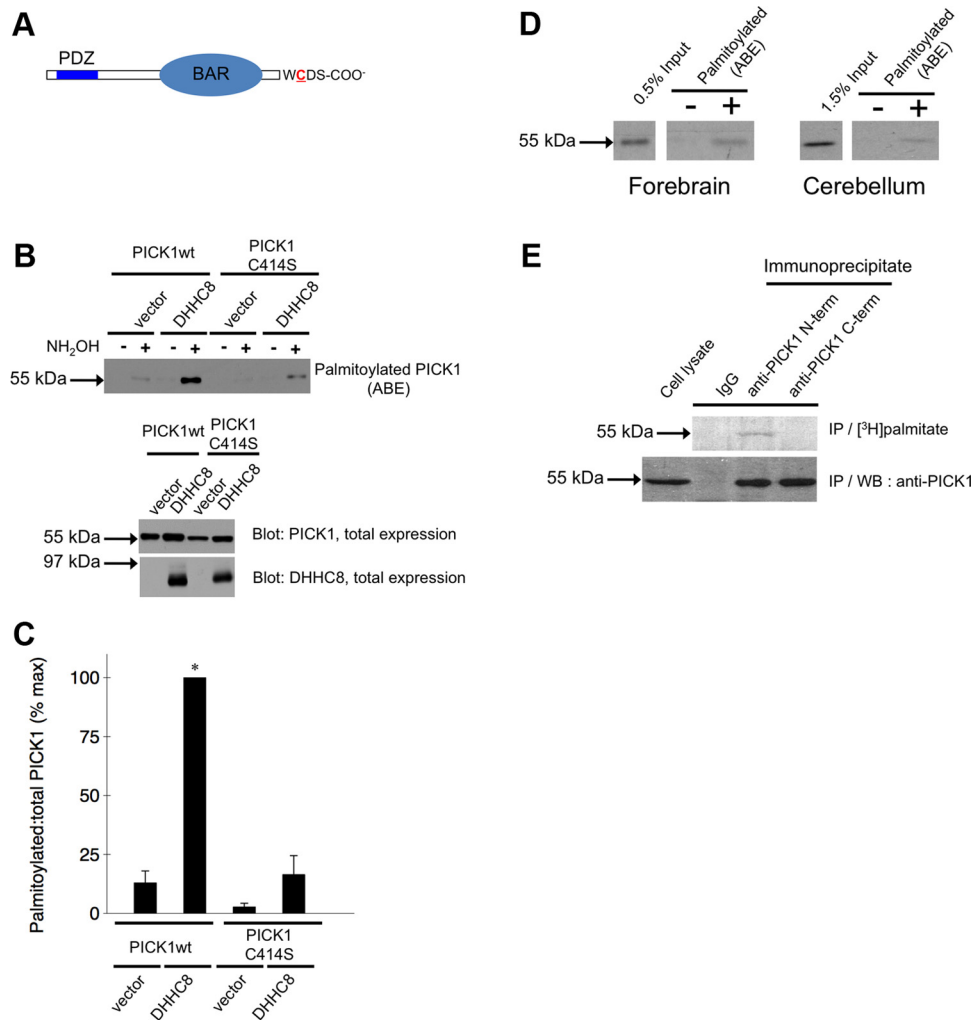 A
PDZ
BAR
WCDS-COO-
B
PICK1wt
PICK1
C414S
vector
DHHC8
vector
DHHC8
NH2OH
- + - + - + - +
55 kDa
Palmitoylated PICK1
(ABE)
PICK1wt
PICK1
C414S
vector
DHHC8
vector
DHHC8
55 kDa
Blot: PICK1, total expression
97 kDa
Blot: DHHC8, total expression
C
Palmitoylated:total PICK1 (% max)
100
75
50
25
0
*
PICK1wt
PICK1
C414S
vector
DHHC8
vector
DHHC8
D
0.5% Input
Palmitoylated
(ABE)
- +
1.5% Input
Palmitoylated
(ABE)
- +
55 kDa
Forebrain
Cerebellum
E
Immunoprecipitate
Cell lysate
IgG
anti-PICK1 N-term
anti-PICK1 C-term
55 kDa
IP / [3H]palmitate
55 kDa
IP / WB : anti-PICK1